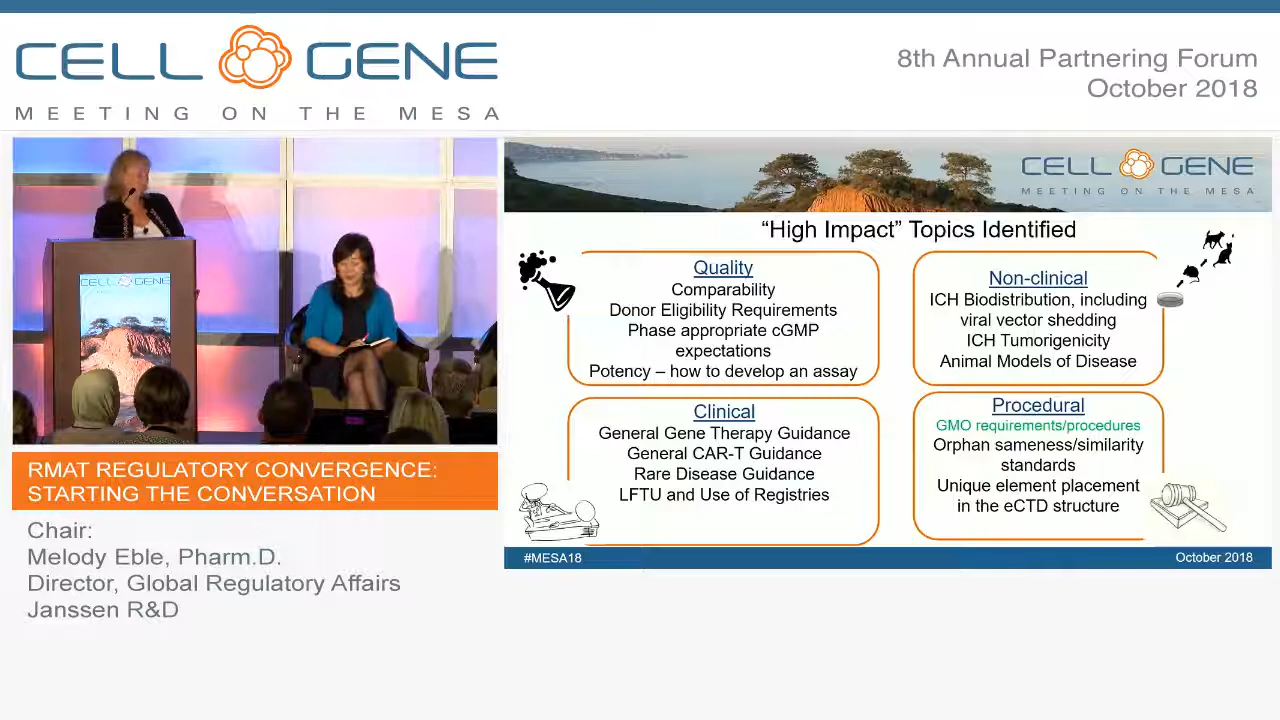 CELL GENE
MEETING ON THE MESA
8th Annual Partnering Forum
October 2018
CELL GENE
RMAT REGULATORY CONVERGENCE:
STARTING THE CONVERSATION
Chair:
Melody Eble, Pharm.D.
Director, Global Regulatory Affairs
Janssen R&D
CELL GENE
MEETING ON THE MESA
“High Impact” Topics Identified
Quality
Comparability
Donor Eligibility Requirements
Phase appropriate cGMP
expectations
Potency – how to develop an assay
Non-clinical
ICH Biodistribution, including
viral vector shedding
ICH Tumorigenicity
Animal Models of Disease
Clinical
General Gene Therapy Guidance
General CAR-T Guidance
Rare Disease Guidance
LFTU and Use of Registries
Procedural
GMO requirements/procedures
Orphan sameness/similarity
standards
Unique element placement
in the eCTD structure
#MESA18
October 2018